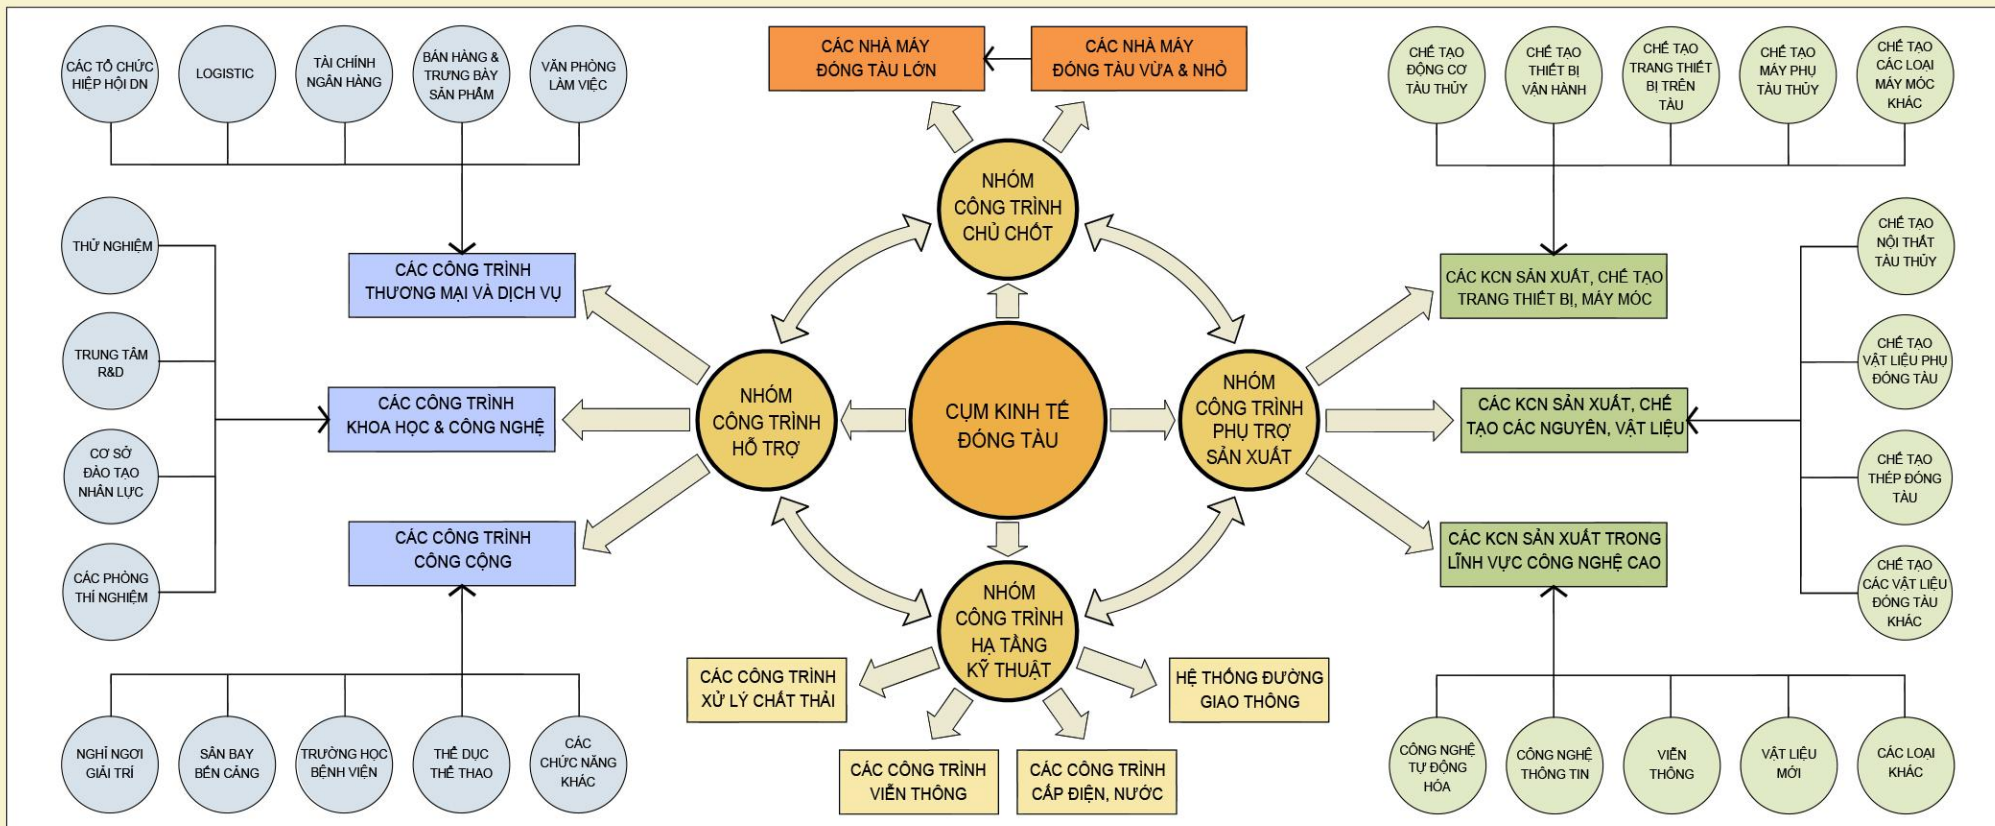 CÁC TỔ CHỨC
HIỆP HỘI DN
LOGISTIC
TÀI CHÍNH
NGÂN HÀNG
BÁN HÀNG &
TRƯNG BÀY
SẢN PHẨM
VĂN PHÒNG
LÀM VIỆC
CÁC NHÀ MÁY
ĐÓNG TÀU LỚN
CÁC NHÀ MÁY
ĐÓNG TÀU VỪA & NHỎ
CHẾ TẠO
ĐỘNG CƠ
TÀU THỦY
CHẾ TẠO
THIẾT BỊ
VẬN HÀNH
CHẾ TẠO
TRANG THIẾT
BỊ TRÊN
TÀU
CHẾ TẠO
MÁY PHỤ
TÀU THỦY
CHẾ TẠO
CÁC LOẠI
MÁY MÓC
KHÁC
NHÓM
CÔNG TRÌNH
CHỦ CHỐT
THỬ NGHIỆM
CÁC CÔNG TRÌNH
THƯƠNG MẠI VÀ DỊCH VỤ
CÁC KCN SẢN XUẤT, CHẾ TẠO
TRANG THIẾT BỊ, MÁY MÓC
CHẾ TẠO
NỘI THẤT
TÀU THỦY
TRUNG TÂM
R&D
CHẾ TẠO
VẬT LIỆU PHỤ
ĐÓNG TÀU
CÁC CÔNG TRÌNH
KHOA HỌC & CÔNG NGHỆ
NHÓM
CÔNG TRÌNH
HỖ TRỢ
CỤM KINH TẾ
ĐÓNG TÀU
NHÓM
CÔNG TRÌNH
PHỤ TRỢ
SẢN XUẤT
CÁC KCN SẢN XUẤT, CHẾ
TẠO CÁC NGUYÊN, VẬT LIỆU
CƠ SỞ
ĐÀO TẠO
NHÂN LỰC
CHẾ TẠO
THÉP ĐÓNG
TÀU
CÁC CÔNG TRÌNH
CÔNG CỘNG
CÁC KCN SẢN XUẤT TRONG
LĨNH VỰC CÔNG NGHỆ CAO
CÁC PHÒNG
THÍ NGHIỆM
NHÓM
CÔNG TRÌNH
HẠ TẦNG
KỸ THUẬT
CHẾ TẠO
CÁC VẬT LIỆU
ĐÓNG TÀU
KHÁC
CÁC CÔNG TRÌNH
XỬ LÝ CHẤT THẢI
HỆ THỐNG ĐƯỜNG
GIAO THÔNG
NGHỈ NGƠI
GIẢI TRÍ
SÂN BAY
BẾN CẢNG
TRƯỜNG HỌC
BỆNH VIỆN
THỂ DỤC
THỂ THAO
CÁC
CHỨC NĂNG
KHÁC
CÁC CÔNG TRÌNH
VIỄN THÔNG
CÁC CÔNG TRÌNH
CẤP ĐIỆN, NƯỚC
CÔNG NGHỆ
TỰ ĐỘNG
HÓA
CÔNG NGHỆ
THÔNG TIN
VIỄN
THÔNG
VẬT LIỆU
MỚI
CÁC LOẠI
KHÁC